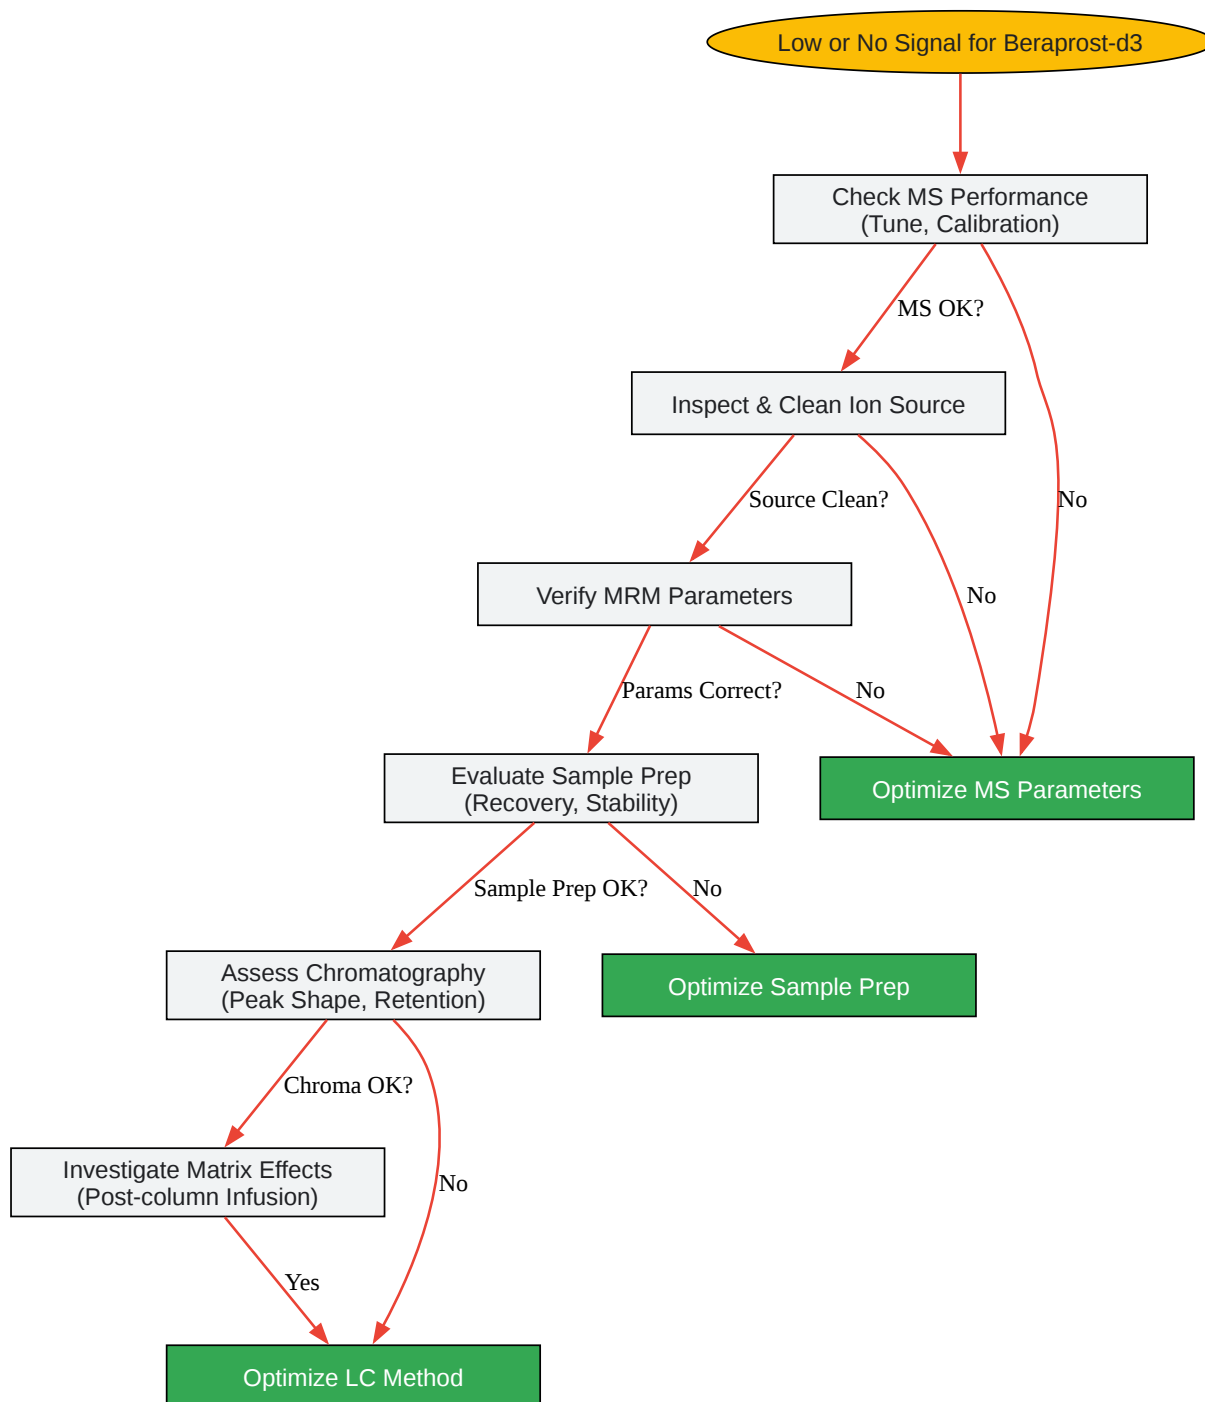 Low or No Signal for Beraprost-d3
Check MS Performance
(Tune, Calibration)
MS OK?
Inspect & Clean Ion Source
Source Clean?
No
Verify MRM Parameters
No
Params Correct?
No
Evaluate Sample Prep
(Recovery, Stability)
Optimize MS Parameters
Sample Prep OK?
No
Assess Chromatography
(Peak Shape, Retention)
Optimize Sample Prep
Chroma OK?
Investigate Matrix Effects
(Post-column Infusion)
No
Yes
Optimize LC Method